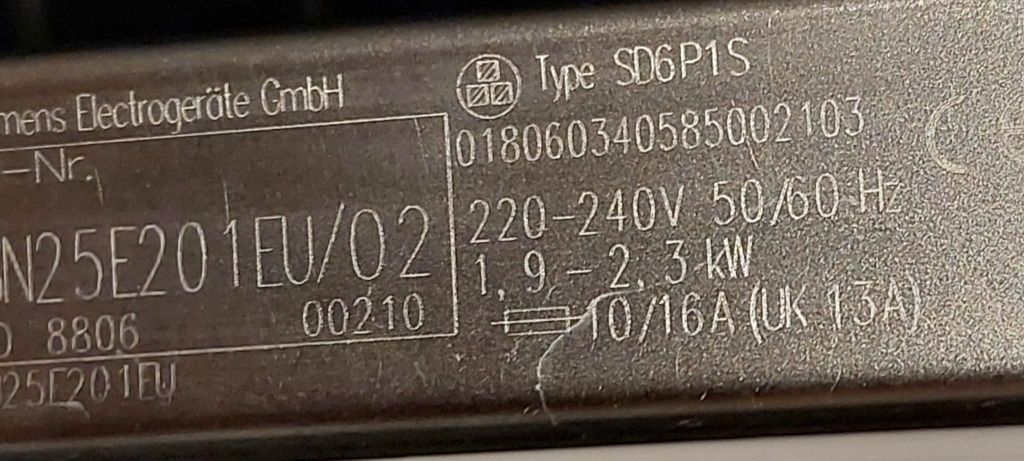 mens Electrogeräte GmbH
-Nr.
N25E201EU/02
8806 00210
25E201EU
Type SD6P1S
018060340585002103
220-240V 50/60 Hz
1,9-2,3 kW
10/16A (UK 13A)
CE